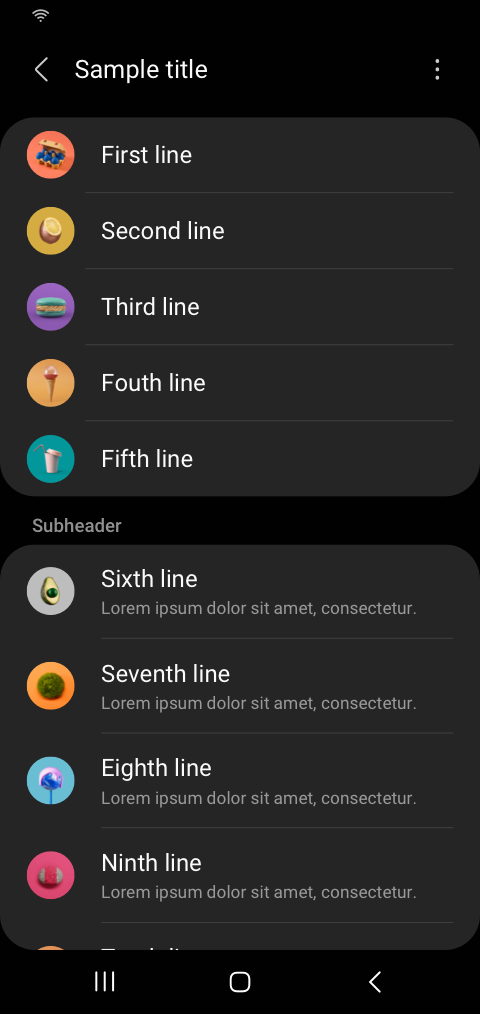 Sample title
First line
Second line
Third line
Fouth line
Fifth line
Subheader
Sixth line
Lorem ipsum dolor sit amet, consectetur.
Seventh line
Lorem ipsum dolor sit amet, consectetur.
Eighth line
Lorem ipsum dolor sit amet, consectetur.
Ninth line
Lorem ipsum dolor sit amet, consectetur.